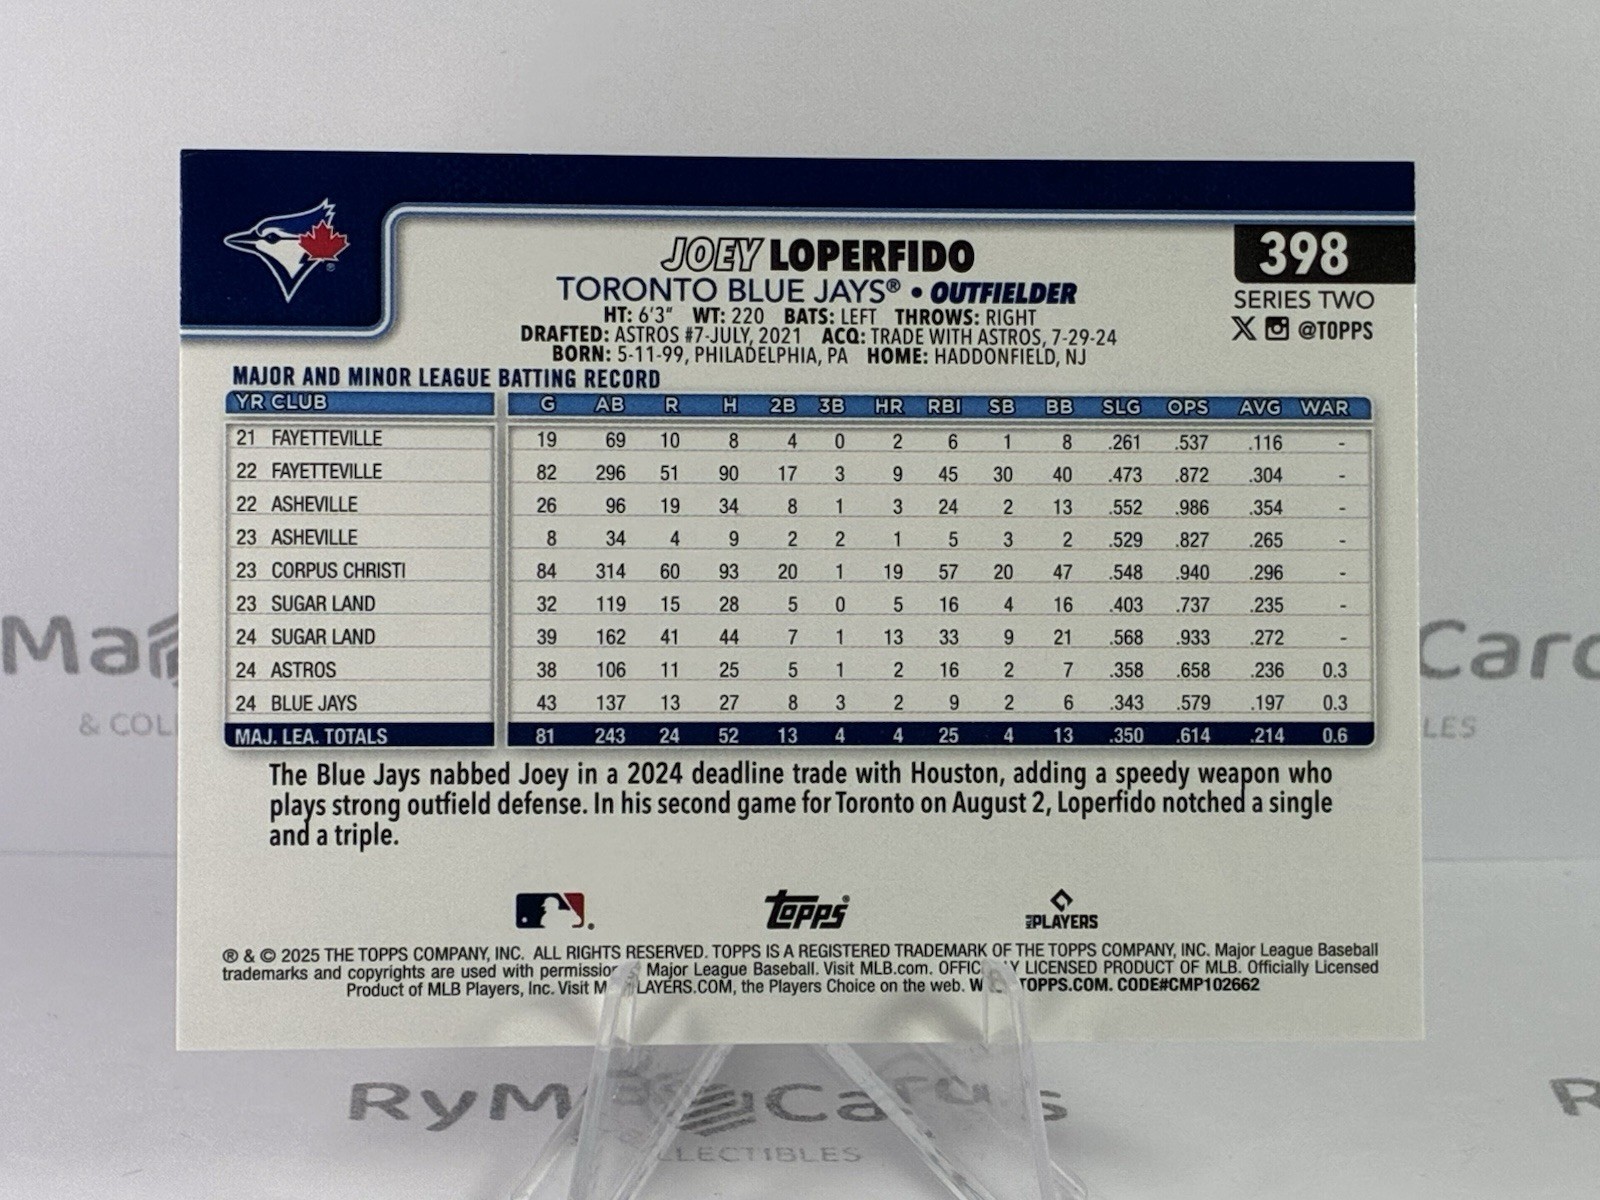 398
JOEY LOPERFIDO
TORONTO BLUE JAYS® • OUTFIELDER
SERIES TWO
HT: 6'3" WT: 220 BATS: LEFT THROWS: RIGHT
@TOPPS
DRAFTED: ASTROS #7-JULY, 2021 ACQ: TRADE WITH ASTROS, 7-29-24
BORN: 5-11-99, PHILADELPHIA, PA HOME: HADDONFIELD, NJ
MAJOR AND MINOR LEAGUE BATTING RECORD
YR CLUB G AB R H 2B 3B HR RBI SB BB SLG OPS AVG WAR
21 FAYETTEVILLE 19 69 10 8 4 0 2 6 1 8 .261 .537 .116 -
22 FAYETTEVILLE 82 296 51 90 17 3 9 45 30 40 .473 .872 .304 -
22 ASHEVILLE 26 96 19 34 8 1 3 24 2 13 .552 .986 .354 -
23 ASHEVILLE 8 34 4 9 2 2 1 5 3 2 .529 .827 .265 -
23 CORPUS CHRISTI 84 314 60 93 20 1 19 57 20 47 .548 .940 .296 -
23 SUGAR LAND 32 119 15 28 5 0 5 16 4 16 .403 .737 .235 -
24 SUGAR LAND 39 162 41 44 7 1 13 33 9 21 .568 .933 .272 -
24 ASTROS 38 106 11 25 5 1 2 16 2 7 .358 .658 .236 0.3
24 BLUE JAYS 43 137 13 27 8 3 2 9 2 6 .343 .579 .197 0.3
MAJ. LEA. TOTALS 81 243 24 52 13 4 4 25 4 13 .350 .614 .214 0.6
The Blue Jays nabbed Joey in a 2024 deadline trade with Houston, adding a speedy weapon who
plays strong outfield defense. In his second game for Toronto on August 2, Loperfido notched a single
and a triple.
Topps®
MLB PLAYERS
® & © 2025 THE TOPPS COMPANY, INC. ALL RIGHTS RESERVED. TOPPS IS A REGISTERED TRADEMARK OF THE TOPPS COMPANY, INC. Major League Baseball
trademarks and copyrights are used with permission Major League Baseball. Visit MLB.com. OFFICIALLY LICENSED PRODUCT OF MLB. Officially Licensed
Product of MLB Players, Inc. Visit MLBPLAYERS.COM, the Players Choice on the web. WWW.TOPPS.COM. CODE#CMP102662
Cards
RyM Cards
COLLECTIBLES